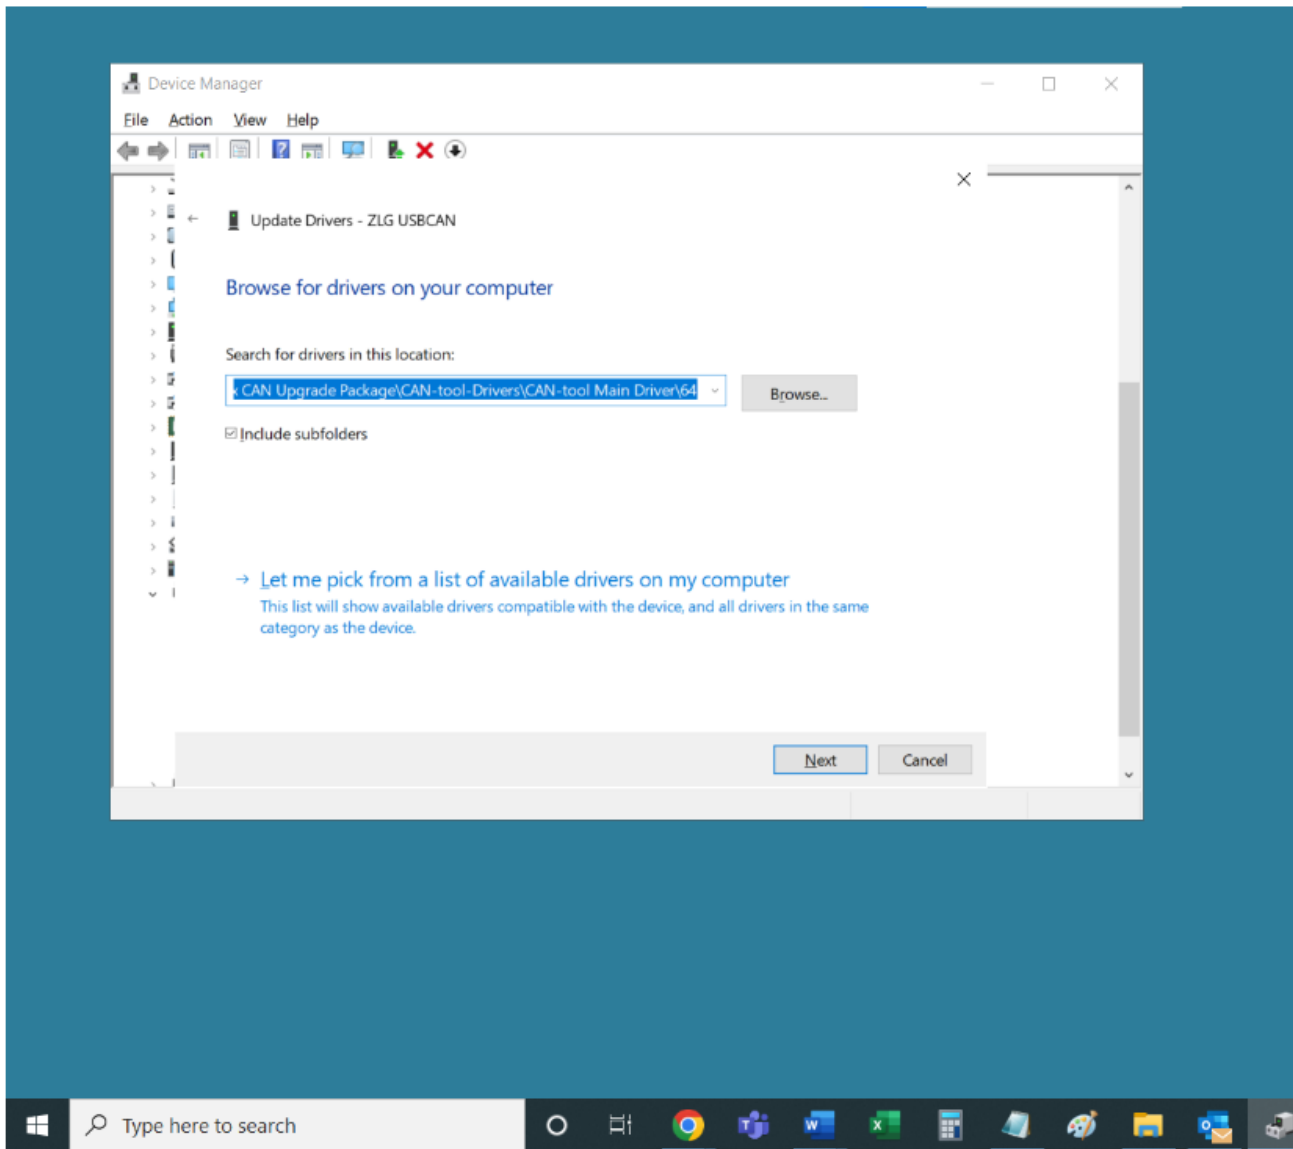 Device Manager
File Action View Help
Update Drivers - ZLG USBCAN
Browse for drivers on your computer
Search for drivers in this location:
CAN Upgrade Package\CAN-tool-Drivers\CAN-tool Main Driver\64
Browse...
Include subfolders
Let me pick from a list of available drivers on my computer
This list will show available drivers compatible with the device, and all drivers in the same
category as the device.
Next Cancel
Type here to search